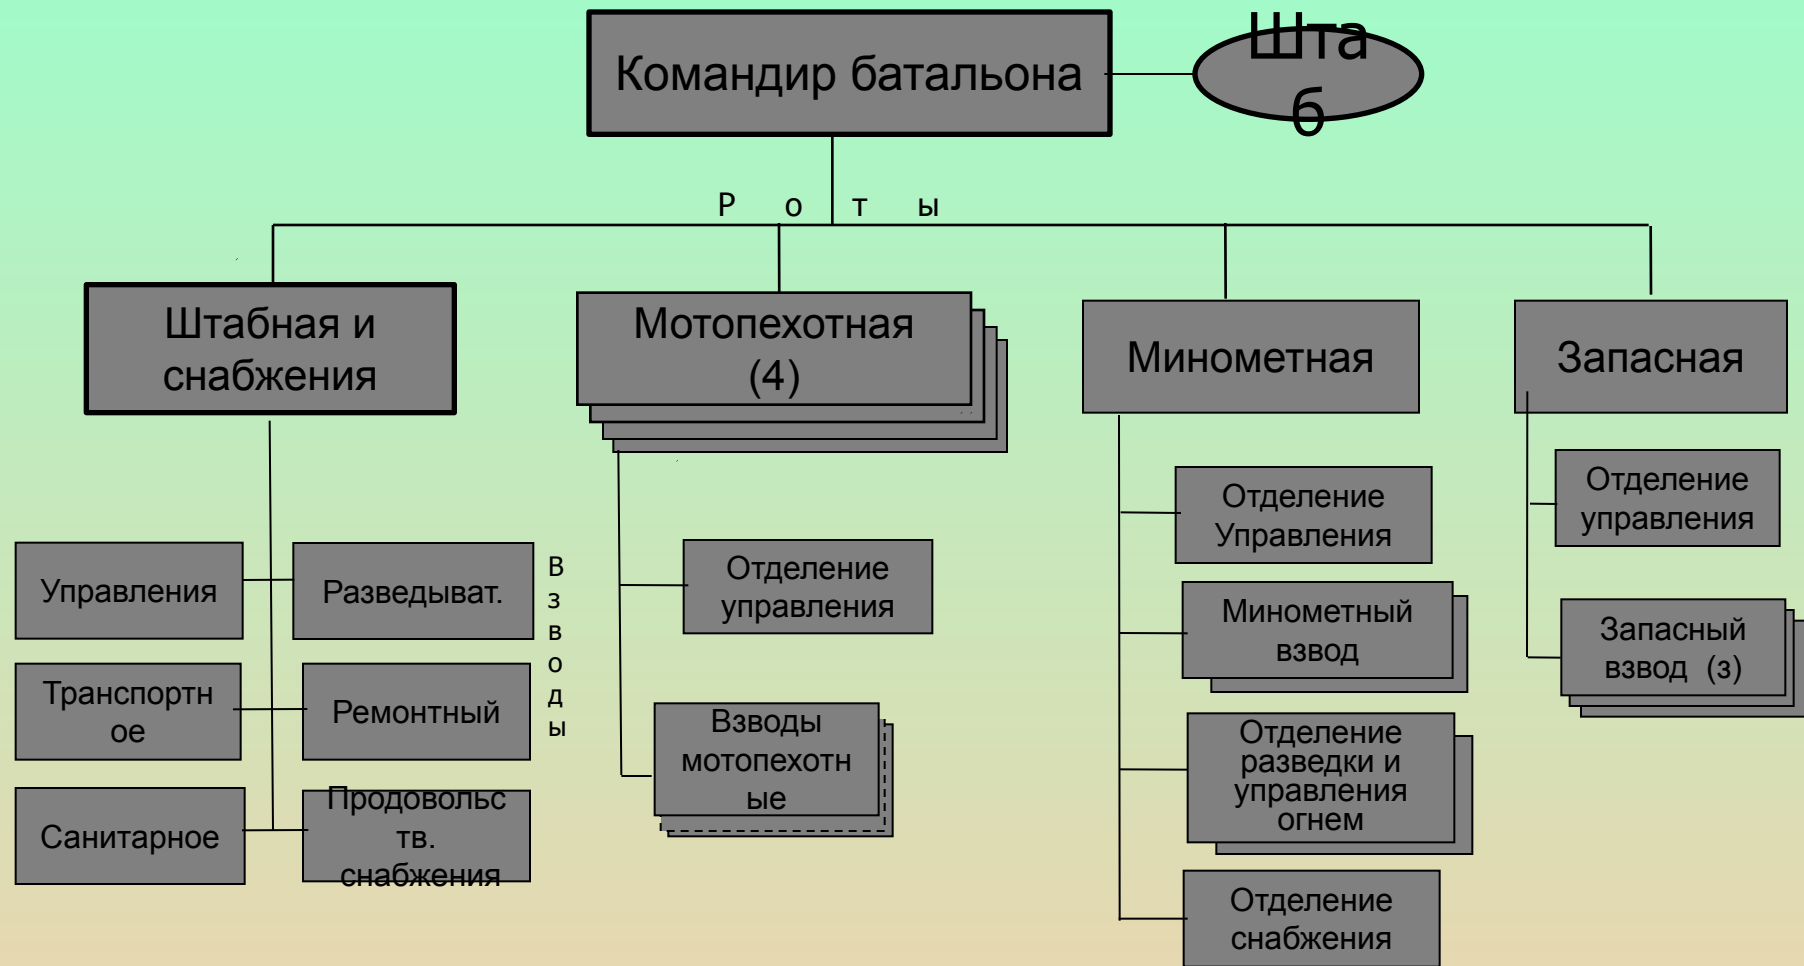 Командир батальона
Шта
б
Р о т ы
Штабная и
снабжения
Мотопехотная
(4)
Минометная
Запасная
Управления
Разведыват.
Транспортн
ое
Ремонтный
Санитарное
Продовольс
тв.
снабжения
В
з
в
о
д
ы
Отделение
управления
Взводы
мотопехотн
ые
Отделение
Управления
Минометный
взвод
Отделение
разведки и
управления
огнем
Отделение
снабжения
Отделение
управления
Запасный
взвод (з)